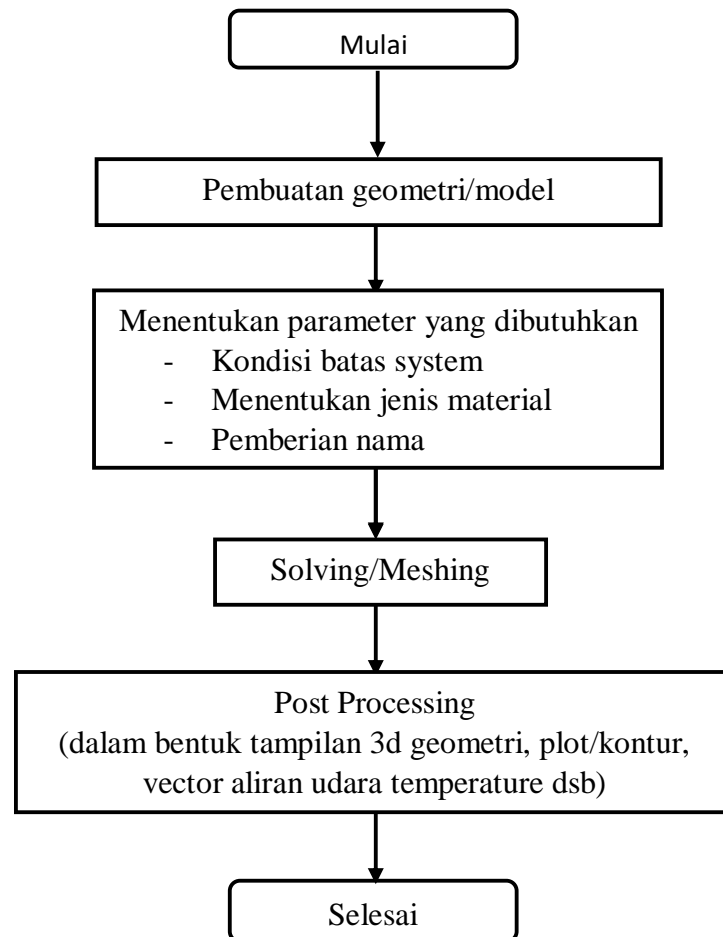 Mulai
Pembuatan geometri/model
Menentukan parameter yang dibutuhkan
- Kondisi batas system
- Menentukan jenis material
- Pemberian nama
Solving/Meshing
Post Processing
(dalam bentuk tampilan 3d geometri, plot/kontur,
vector aliran udara temperature dsb)
Selesai